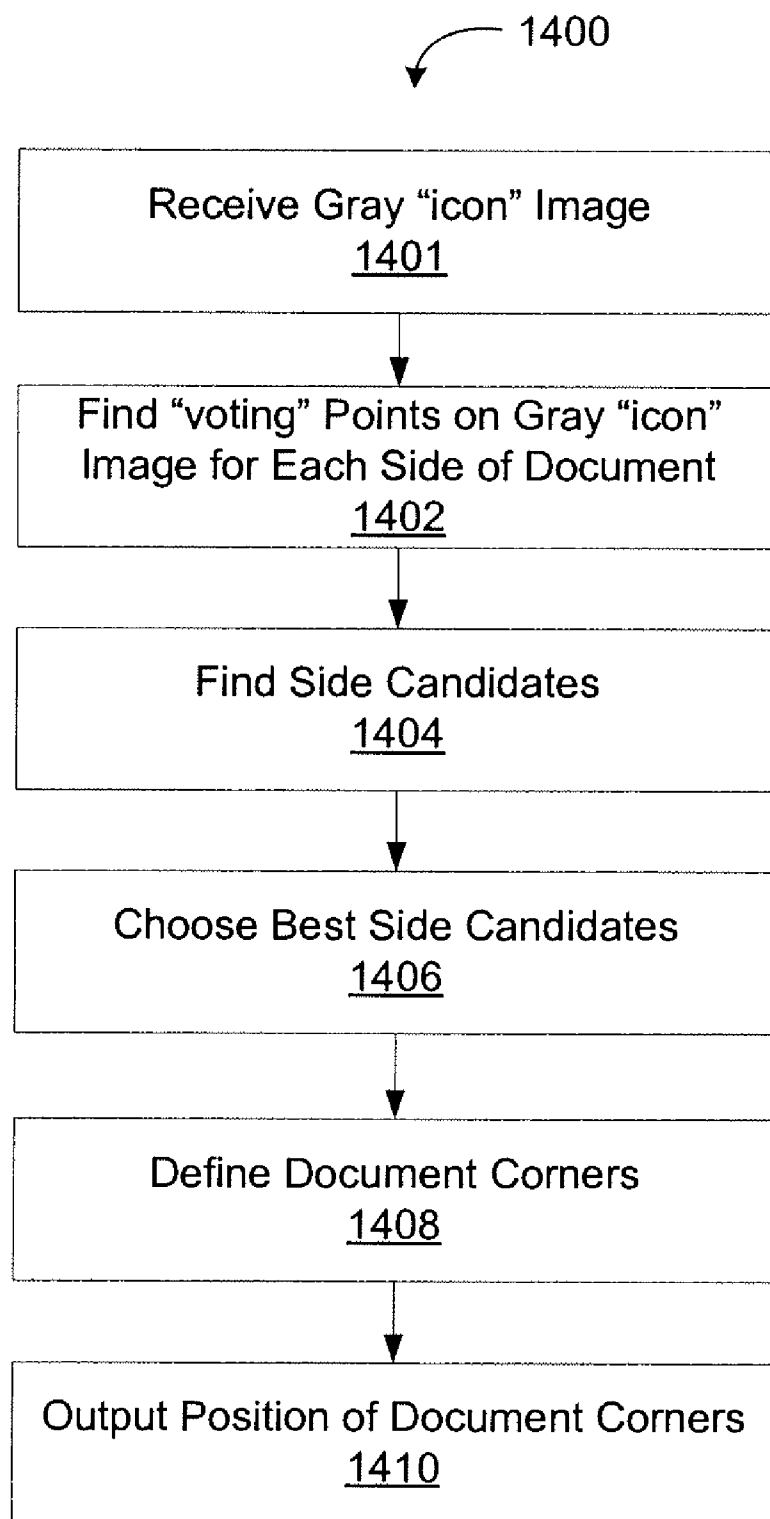 1400
Receive Gray “icon” Image
1401
Find “voting” Points on Gray “icon”
Image for Each Side of Document
1402
Find Side Candidates
1404
Choose Best Side Candidates
1406
Define Document Corners
1408
Output Position of Document Corners
1410